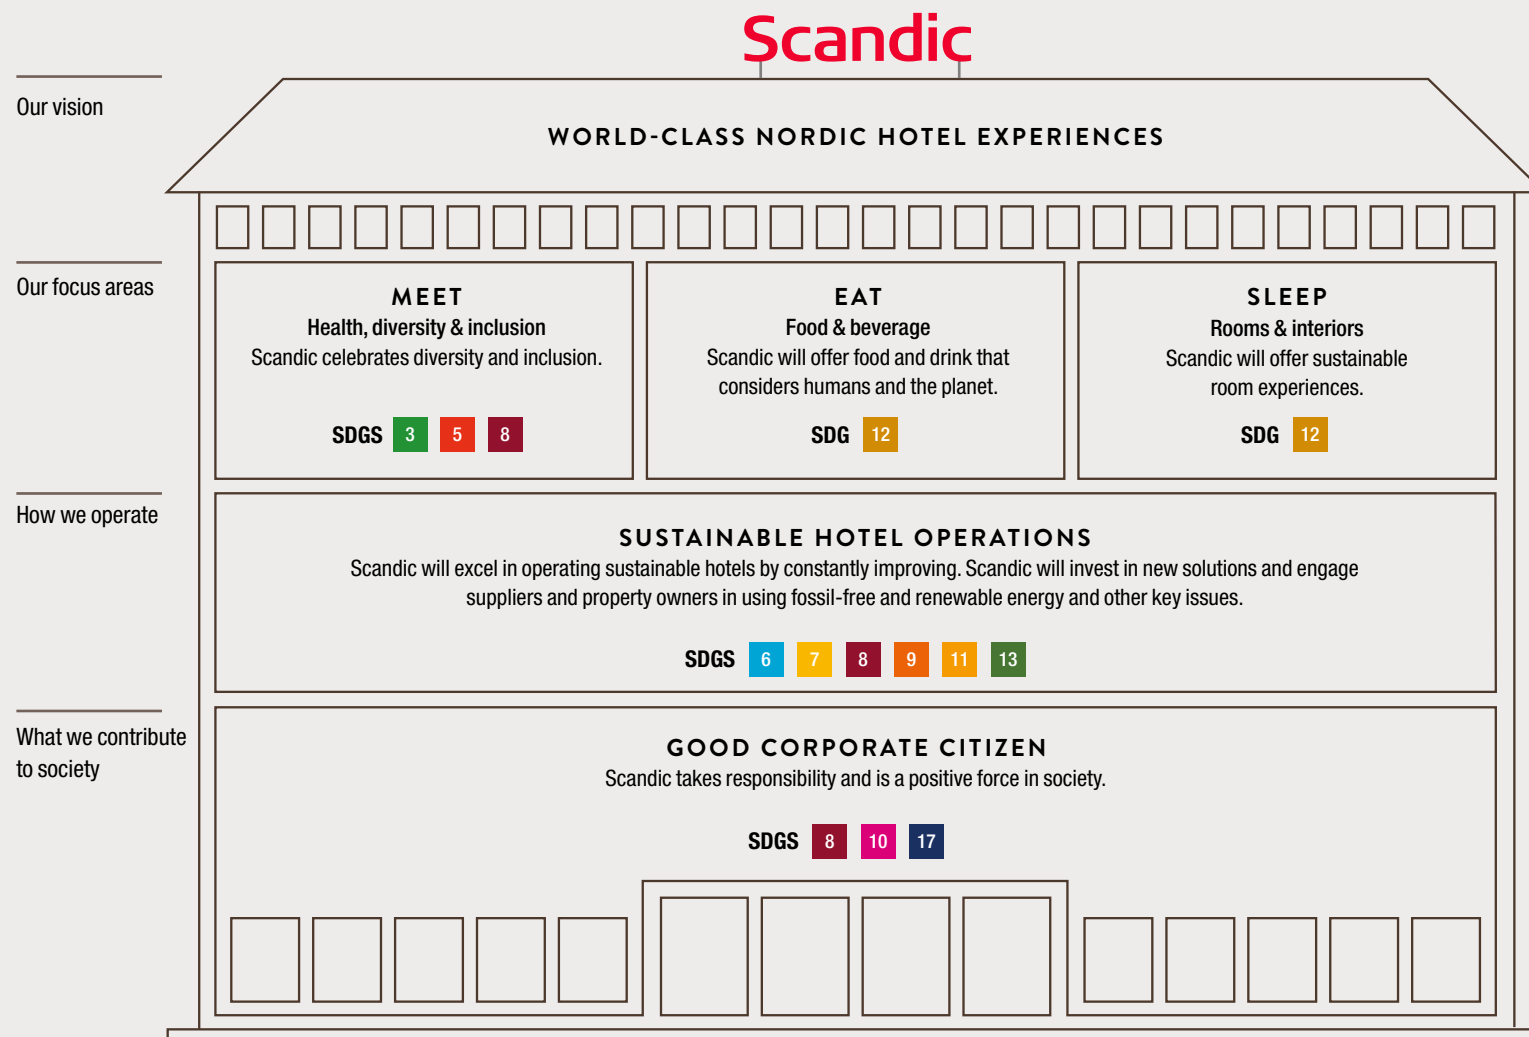 Scandic
Our vision
WORLD-CLASS NORDIC HOTEL EXPERIENCES
Our focus areas
MEET
Health, diversity & inclusion
Scandic celebrates diversity and inclusion.
SDGS 3 5 8
EAT
Food & beverage
Scandic will offer food and drink that
considers humans and the planet.
SDG 12
SLEEP
Rooms & interiors
Scandic will offer sustainable
room experiences.
SDG 12
How we operate
SUSTAINABLE HOTEL OPERATIONS
Scandic will excel in operating sustainable hotels by constantly improving. Scandic will invest in new solutions and engage
suppliers and property owners in using fossil-free and renewable energy and other key issues.
SDGS 6 7 8 9 11 13
What we contribute
to society
GOOD CORPORATE CITIZEN
Scandic takes responsibility and is a positive force in society.
SDGS 8 10 17